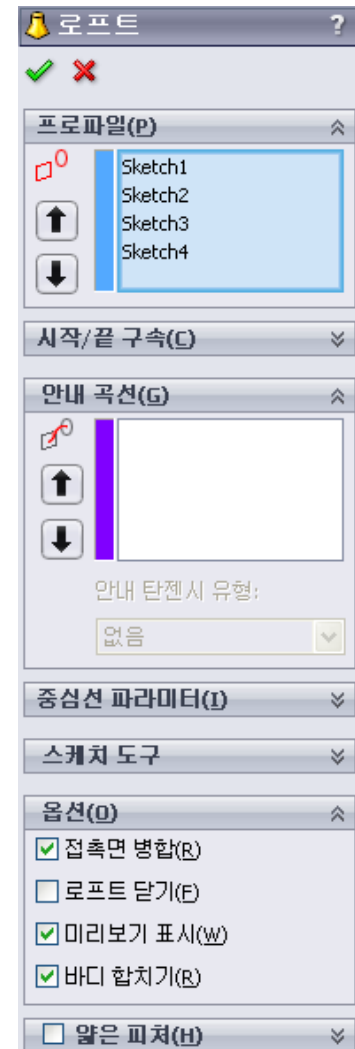 로프트 ?
프로파일(P)
Sketch1
Sketch2
Sketch3
Sketch4
시작/끝 구속(C)
안내 곡선(G)
안내 탄젠시 유형:
없음
중심선 파라미터(I)
스케치 도구
옵션(O)
접촉면 병합(R)
로프트 닫기(F)
미리보기 표시(W)
바디 합치기(R)
얇은 피처(H)